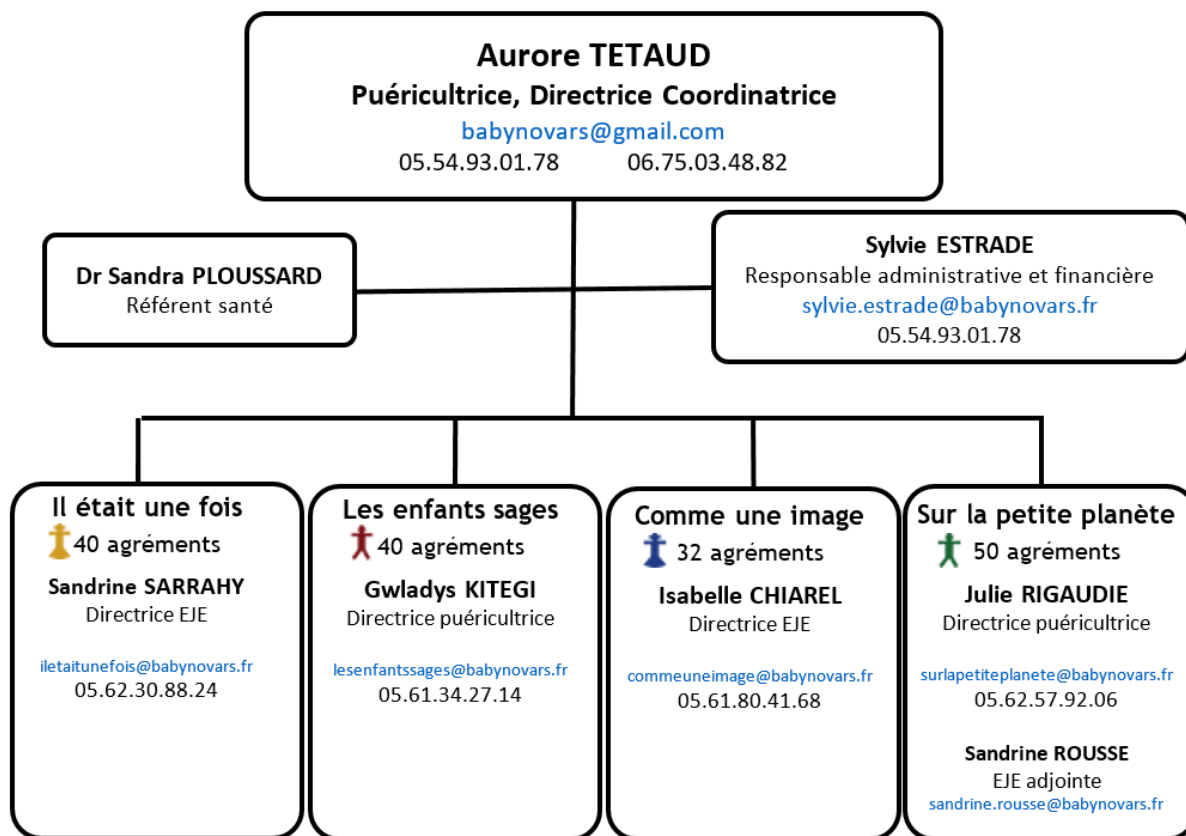 Aurore TETAUD
Puéricultrice, Directrice Coordinatrice
babynovars@gmail.com
05.54.93.01.78 06.75.03.48.82
Dr Sandra PLOUSSARD
Référent santé
Sylvie ESTRADE
Responsable administrative et financière
sylvie.estrade@babynovars.fr
05.54.93.01.78
Il était une fois
40 agréments
Sandrine SARRAHY
Directrice EJE
iletaitunefois@babynovars.fr
05.62.30.88.24
Les enfants sages
40 agréments
Gwladys KITEGI
Directrice puéricultrice
lesenfantssages@babynovars.fr
05.61.34.27.14
Comme une image
32 agréments
Isabelle CHIAREL
Directrice EJE
commeuneimage@babynovars.fr
05.61.80.41.68
Sur la petite planète
50 agréments
Julie RIGAUDIE
Directrice puéricultrice
surlapetiteplanete@babynovars.fr
05.62.57.92.06
Sandrine ROUSSE
EJE adjointe
sandrine.rousse@babynovars.fr